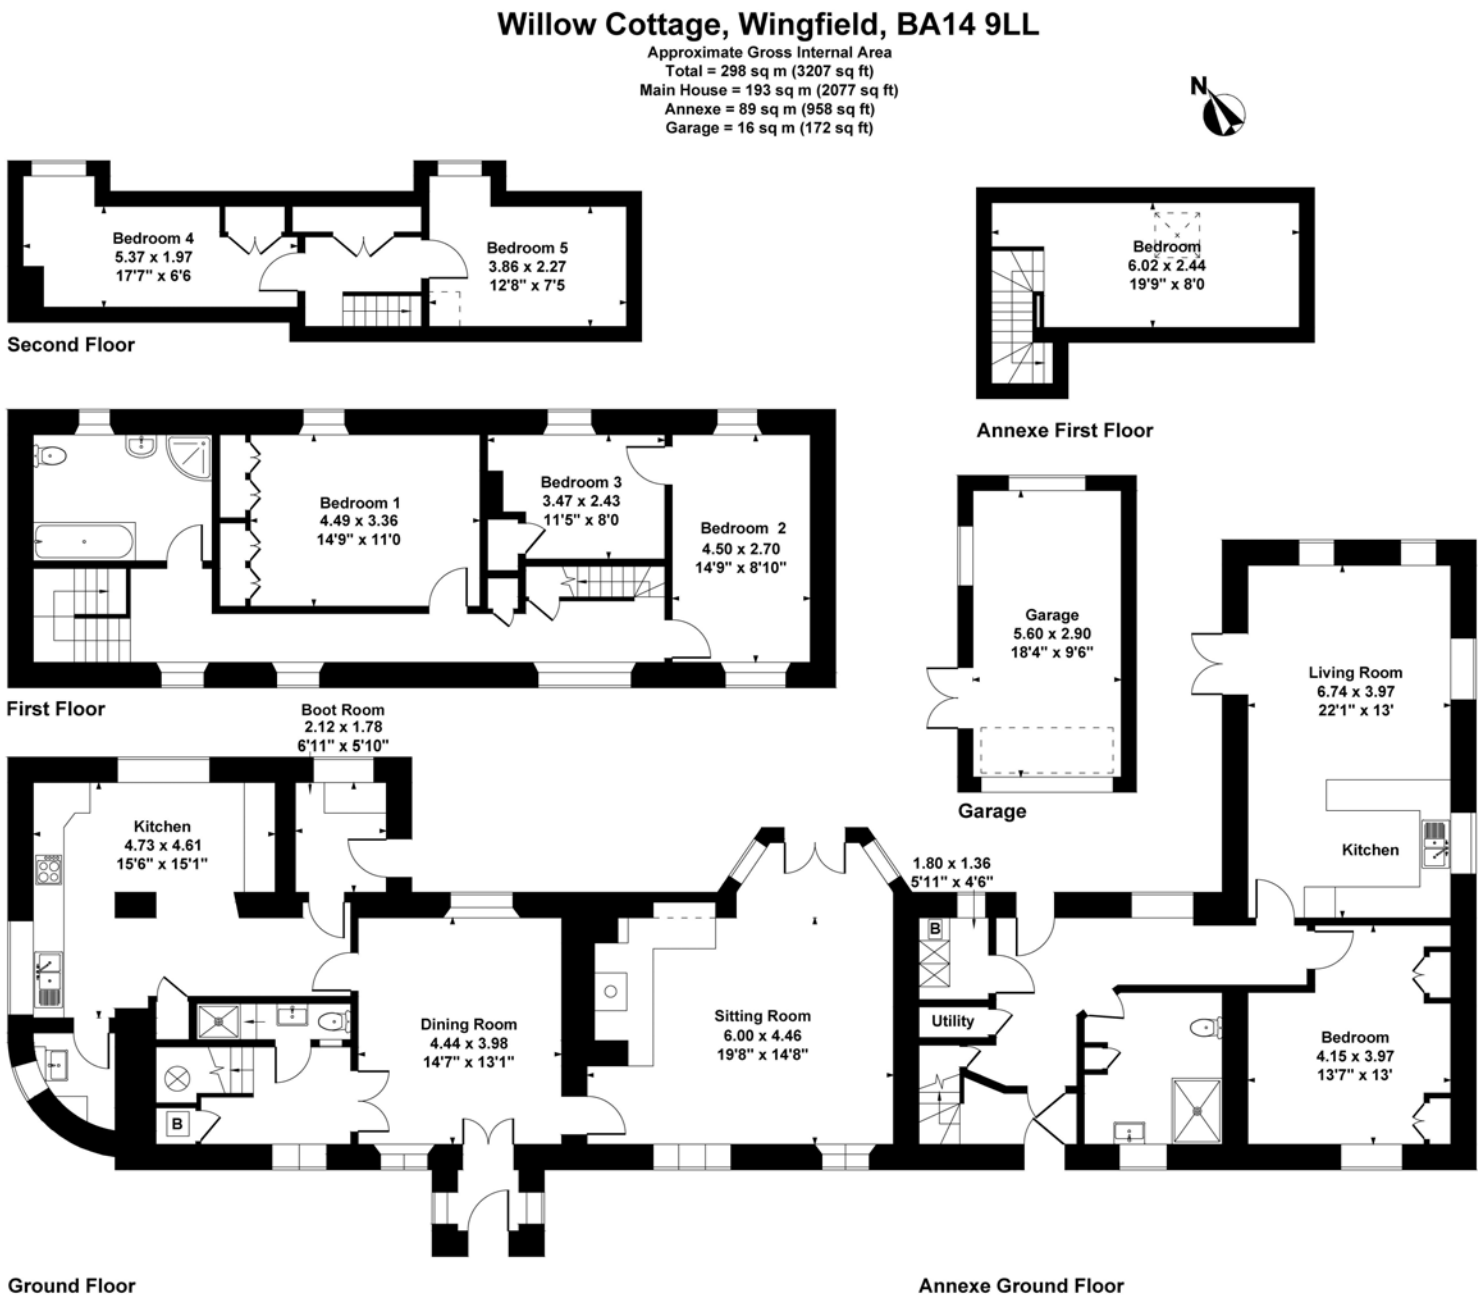 Willow Cottage, Wingfield, BA14 9LL
Approximate Gross Internal Area
Total = 298 sq m (3207 sq ft)
Main House = 193 sq m (2077 sq ft)
Annexe = 89 sq m (958 sq ft)
Garage = 16 sq m (172 sq ft)
N
Bedroom 4
5.37 x 1.97
17'7" x 6'6
Bedroom 5
3.86 x 2.27
12'8" x 7'5
Second Floor
Bedroom
6.02 x 2.44
19'9" x 8'0
Annexe First Floor
Bedroom 1
4.49 x 3.36
14'9" x 11'0
Bedroom 3
3.47 x 2.43
11'5" x 8'0
Bedroom 2
4.50 x 2.70
14'9" x 8'10"
First Floor
Garage
5.60 x 2.90
18'4" x 9'6"
Garage
Living Room
6.74 x 3.97
22'1" x 13'
Kitchen
Boot Room
2.12 x 1.78
6'11" x 5'10"
Kitchen
4.73 x 4.61
15'6" x 15'1"
Dining Room
4.44 x 3.98
14'7" x 13'1"
B
Sitting Room
6.00 x 4.46
19'8" x 14'8"
1.80 x 1.36
5'11" x 4'6"
B
Utility
Bedroom
4.15 x 3.97
13'7" x 13'
Ground Floor
Annexe Ground Floor